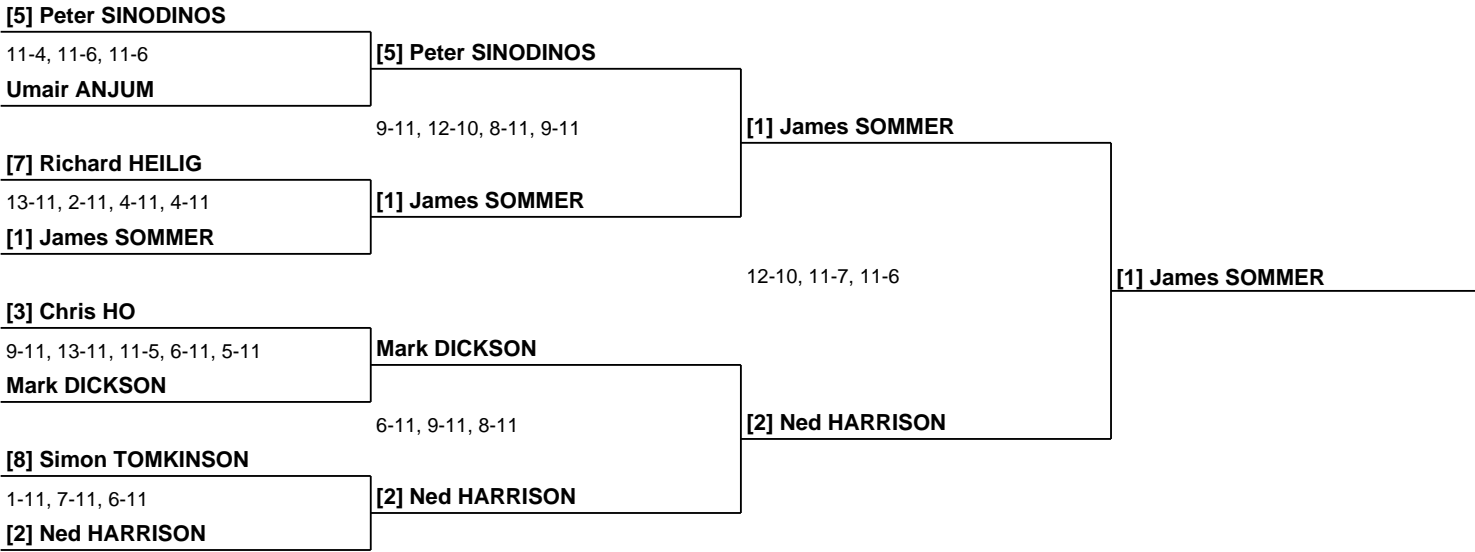 [5] Peter SINODINOS
11-4, 11-6, 11-6
Umair ANJUM
[5] Peter SINODINOS
9-11, 12-10, 8-11, 9-11
[7] Richard HEILIG
13-11, 2-11, 4-11, 4-11
[1] James SOMMER
[1] James SOMMER
[1] James SOMMER
12-10, 11-7, 11-6
[1] James SOMMER
[3] Chris HO
9-11, 13-11, 11-5, 6-11, 5-11
Mark DICKSON
Mark DICKSON
6-11, 9-11, 8-11
[8] Simon TOMKINSON
1-11, 7-11, 6-11
[2] Ned HARRISON
[2] Ned HARRISON
[2] Ned HARRISON